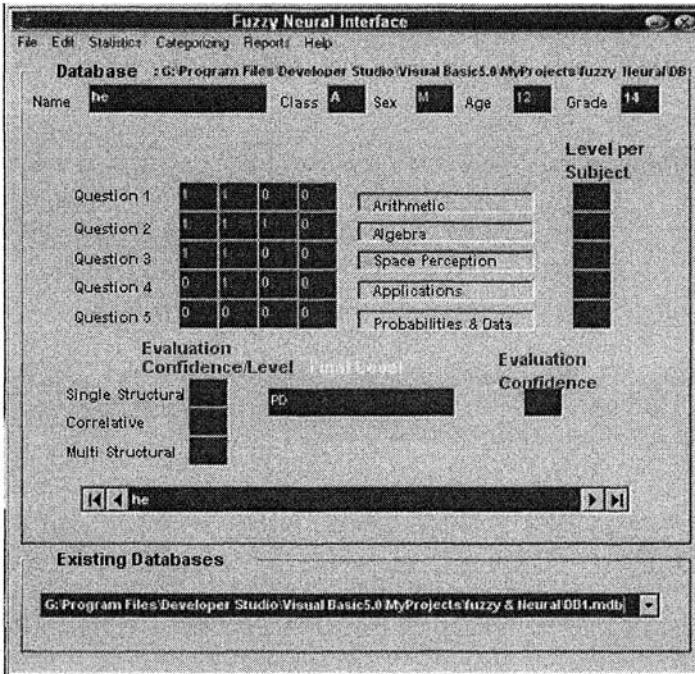 Fuzzy Neural Interface
File Edit Statistics Categorizing Reports Help
Database : G:\Program Files\Developer Studio\Visual Basic5.0\MyProjects\fuzzy Neural\DB1
Name he Class A Sex M Age 12 Grade 14
Level per
Subject
Question 1 1 1 0 0 Arithmetic
Question 2 1 1 1 0 Algebra
Question 3 1 1 0 0 Space Perception
Question 4 0 1 0 0 Applications
Question 5 0 0 0 0 Probabilities & Data
Evaluation
Confidence/Level Final Level Evaluation
Confidence
Single Structural PD
Correlative
Multi Structural
he
Existing Databases
G:\Program Files\Developer Studio\Visual Basic5.0\MyProjects\fuzzy & Neural\DB1.mdb